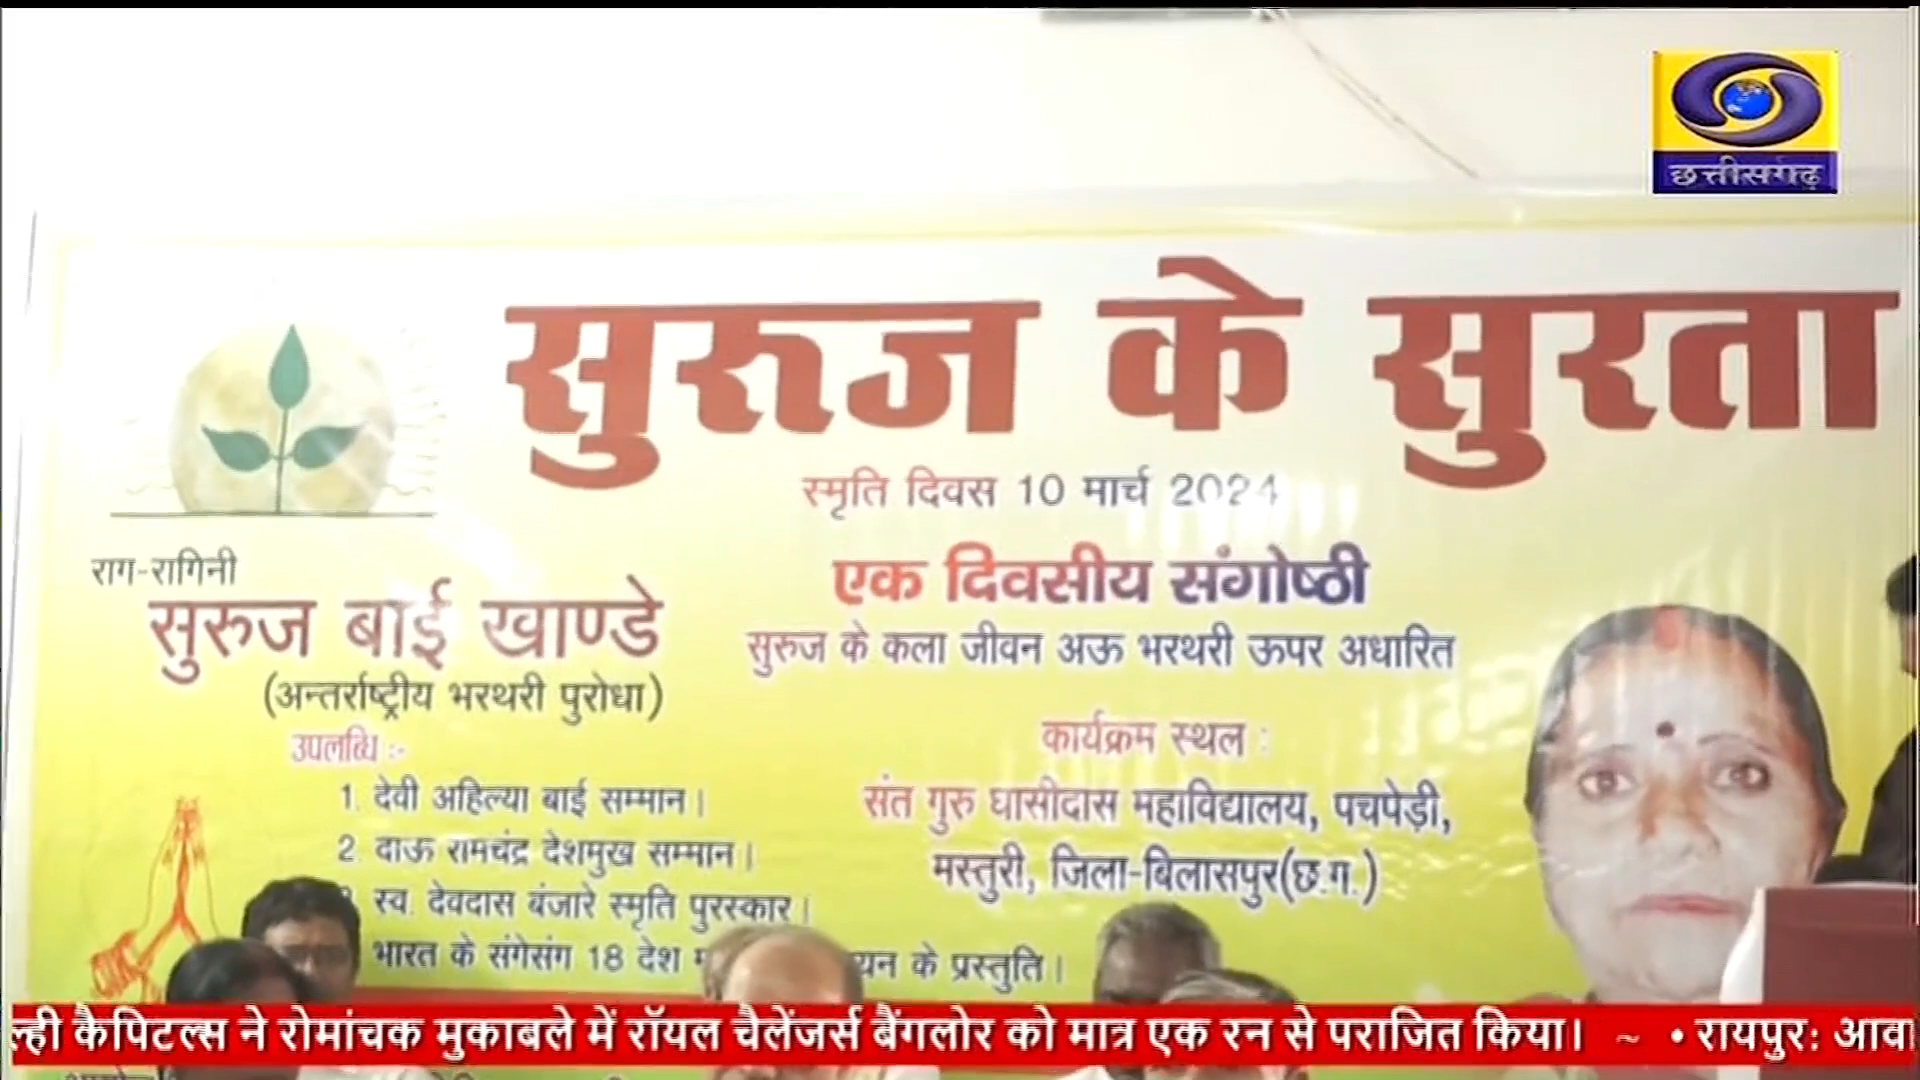 छत्तीसगढ़
सुरुज के सुरता
स्मृति दिवस 10 मार्च 2024
राग-रागिनी
सुरुज बाई खाण्डे
(अन्तर्राष्ट्रीय भरथरी पुरोधा)
उपलब्धि :-
1. देवी अहिल्या बाई सम्मान।
2. दाऊ रामचंद्र देशमुख सम्मान।
स्व. देवदास बंजारे स्मृति पुरस्कार।
भारत के संगेसंग 18 देश
के प्रस्तुति।
एक दिवसीय संगोष्ठी
सुरुज के कला जीवन अऊ भरथरी ऊपर अधारित
कार्यक्रम स्थल :
संत गुरु घासीदास महाविद्यालय, पचपेड़ी,
मस्तुरी, जिला-बिलासपुर(छ.ग.)
ल्ही कैपिटल्स ने रोमांचक मुकाबले में रॉयल चैलेंजर्स बैंगलोर को मात्र एक रन से पराजित किया। ~ • रायपुर: आवा